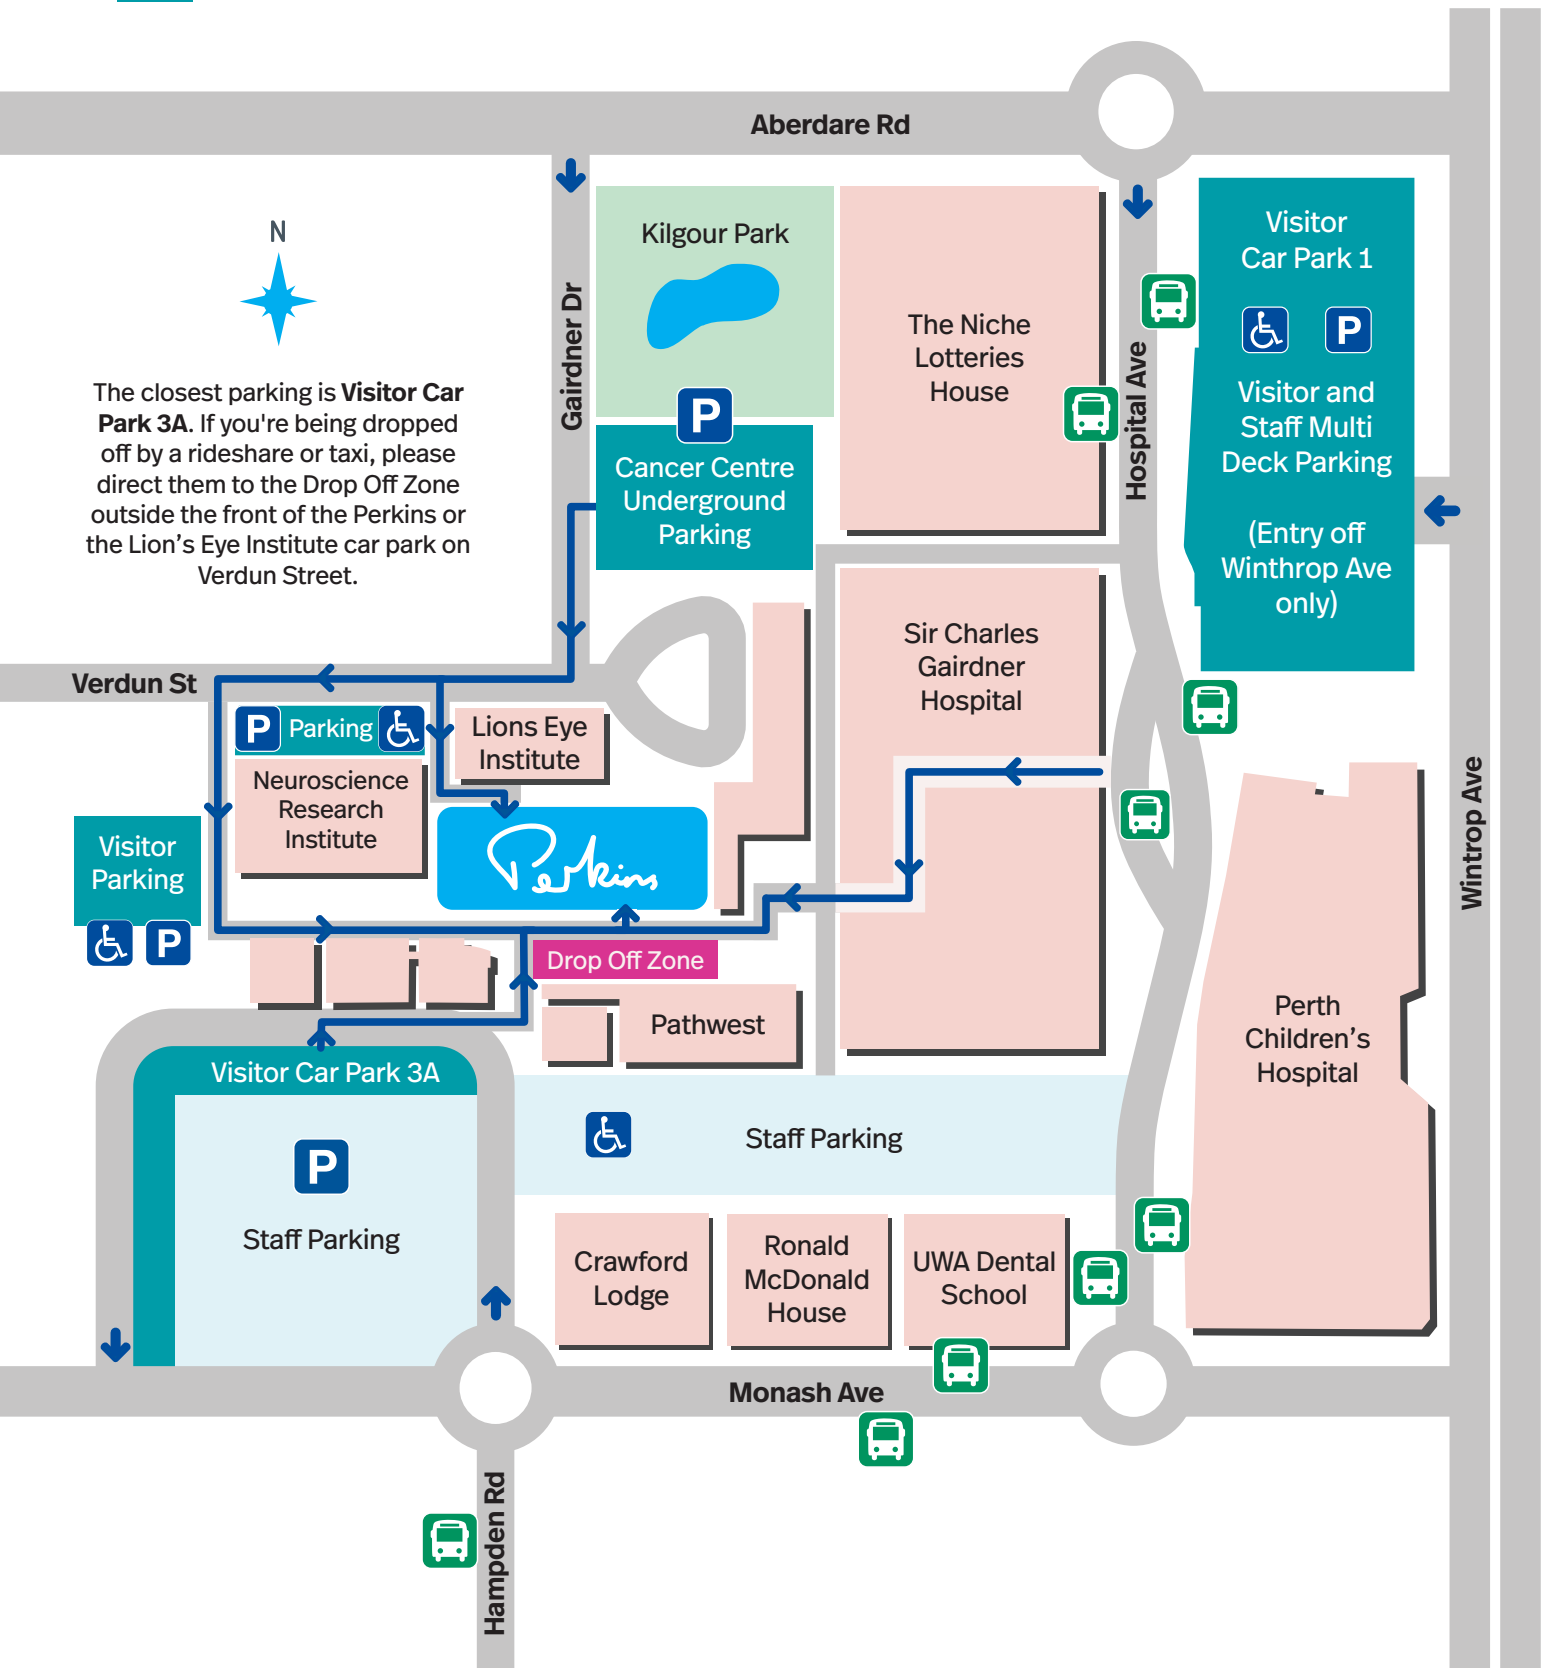 Aberdare Rd
N
The closest parking is Visitor Car
Park 3A. If you're being dropped
off by a rideshare or taxi, please
direct them to the Drop Off Zone
outside the front of the Perkins or
the Lion's Eye Institute car park on
Verdun Street.
Gairdner Dr
Kilgour Park
P
Cancer Centre
Underground
Parking
The Niche
Lotteries
House
Hospital Ave
Visitor
Car Park 1
P
Visitor and
Staff Multi
Deck Parking
(Entry off
Winthrop Ave
only)
Sir Charles
Gairdner
Hospital
Verdun St
P Parking
Lions Eye
Institute
Neuroscience
Research
Institute
Visitor
Parking
P
Perkins
Wintrop Ave
Drop Off Zone
Pathwest
Perth
Children's
Hospital
Visitor Car Park 3A
P
Staff Parking
Staff Parking
Crawford
Lodge
Ronald
McDonald
House
UWA Dental
School
Monash Ave
Hampden Rd